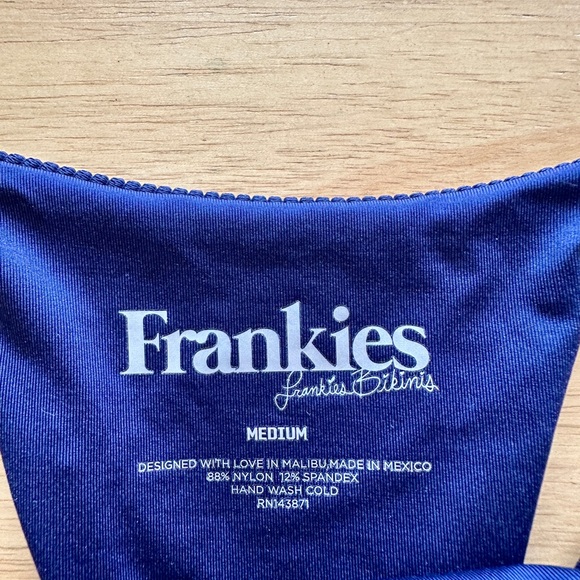 Frankies
Frankies Bikinis
MEDIUM
DESIGNED WITH LOVE IN MALIBU,MADE IN MEXICO
88% NYLON 12% SPANDEX
HAND WASH COLD
RN143871